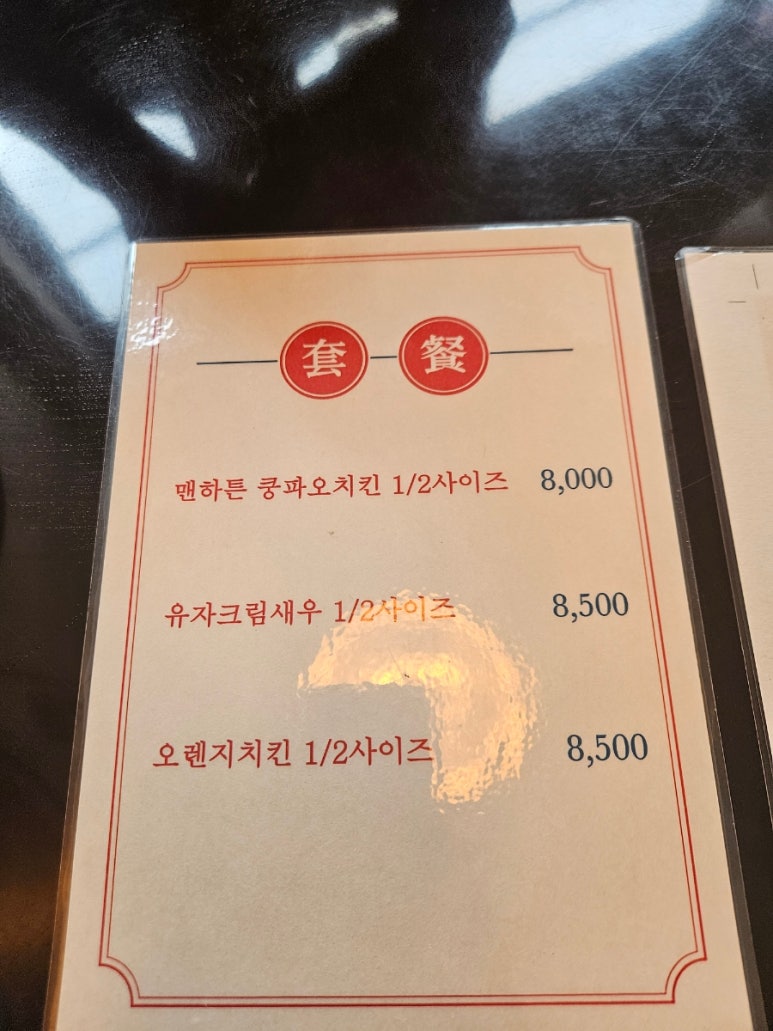 套餐
맨하튼 쿵파오치킨 1/2사이즈 8,000
유자크림새우 1/2사이즈 8,500
오렌지치킨 1/2사이즈 8,500